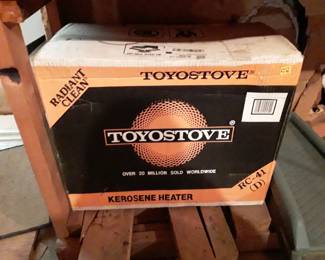 RADIANT
CLEAN
TOYOSTOVE
TOYOSTOVE®
OVER 20 MILLION SOLD WORLDWIDE
KEROSENE HEATER
RC-41
(D)